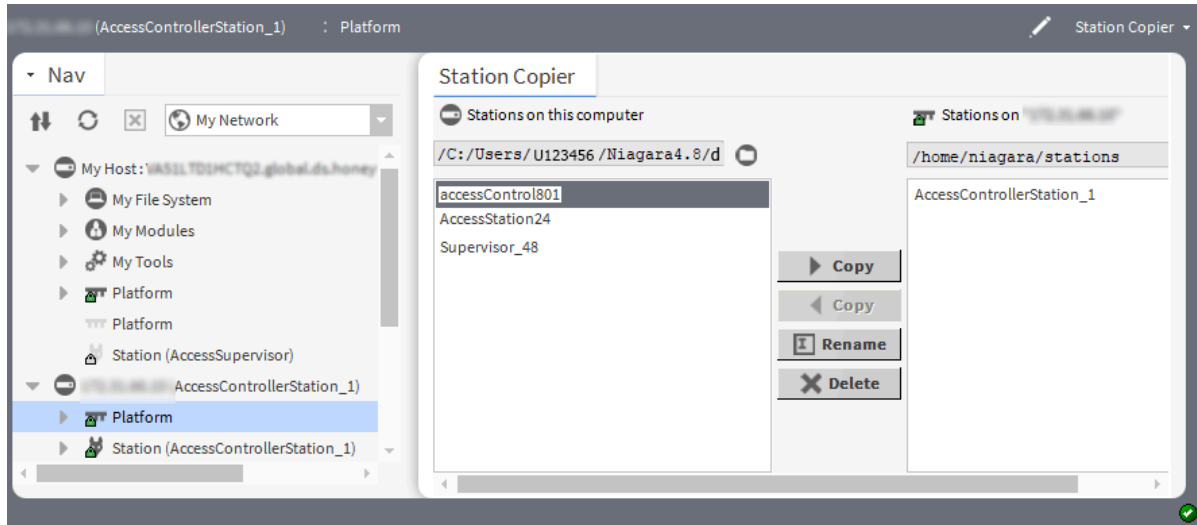 (AccessControllerStation_1) : Platform
Station Copier
Nav
My Network
My Host :
My File System
My Modules
My Tools
Platform
Platform
Station (AccessSupervisor)
AccessControllerStation_1)
Platform
Station (AccessControllerStation_1)
Station Copier
Stations on this computer
/C:/Users/U123456/Niagara4.8/d
accessControl801
AccessStation24
Supervisor_48
Copy
Copy
Rename
Delete
Stations on
/home/niagara/stations
AccessControllerStation_1